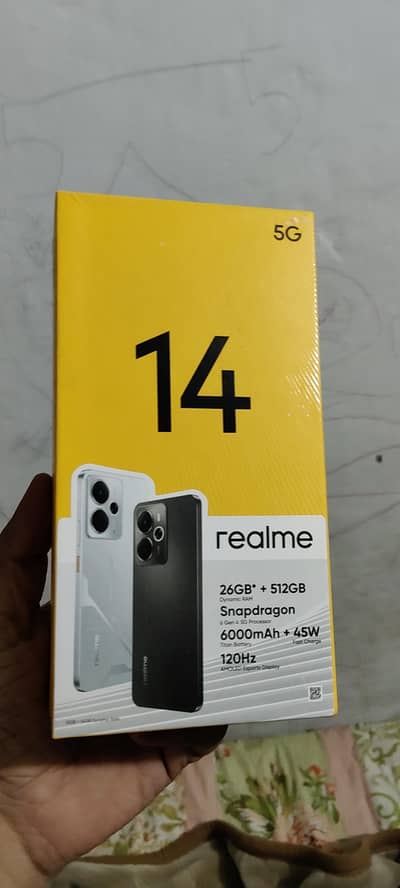 5G
14
realme
26GB* + 512GB
Dynamic RAM
Snapdragon
6 Gen 4 5G Processor
6000mAh + 45W
Titan Battery Fast Charge
120Hz
AMOLED Esports Display
realme